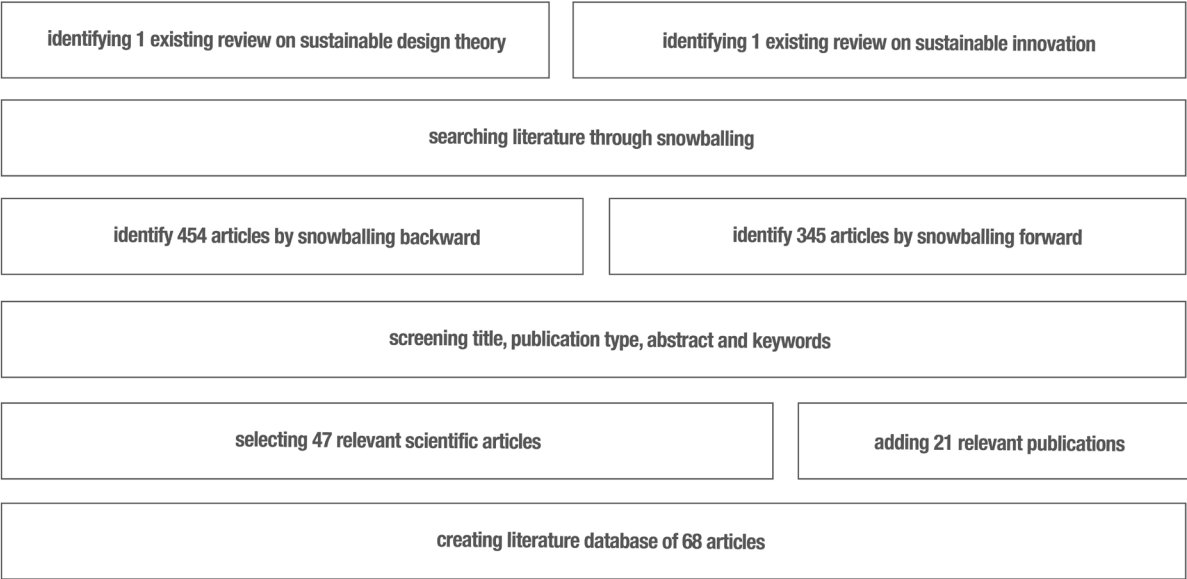 identifying 1 existing review on sustainable design theory
identifying 1 existing review on sustainable innovation
searching literature through snowballing
identify 454 articles by snowballing backward
identify 345 articles by snowballing forward
screening title, publication type, abstract and keywords
selecting 47 relevant scientific articles
adding 21 relevant publications
creating literature database of 68 articles